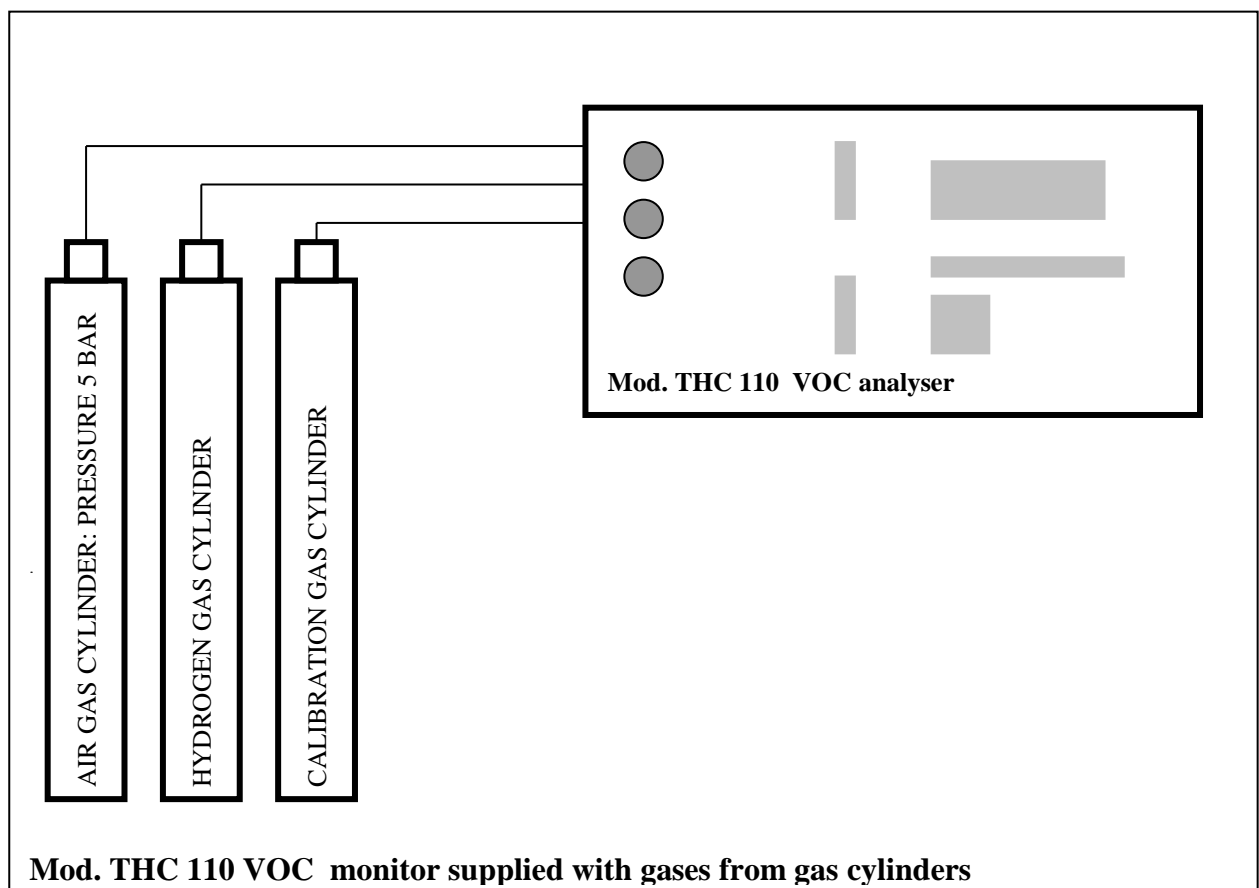 Mod. THC 110 VOC analyser
AIR GAS CYLINDER: PRESSURE 5 BAR
HYDROGEN GAS CYLINDER
CALIBRATION GAS CYLINDER
Mod. THC 110 VOC monitor supplied with gases from gas cylinders